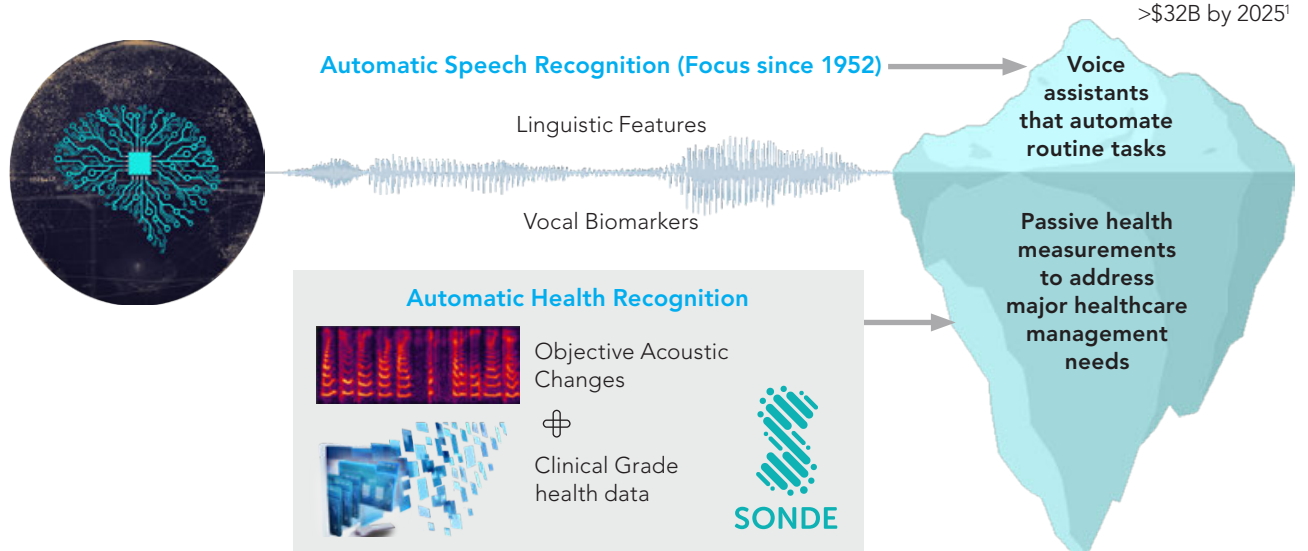 >$32B by 2025¹
Automatic Speech Recognition (Focus since 1952)
Voice
assistants
that automate
routine tasks
Linguistic Features
Vocal Biomarkers
Passive health
measurements
to address
major healthcare
management
needs
Automatic Health Recognition
Objective Acoustic
Changes
Clinical Grade
health data
SONDE